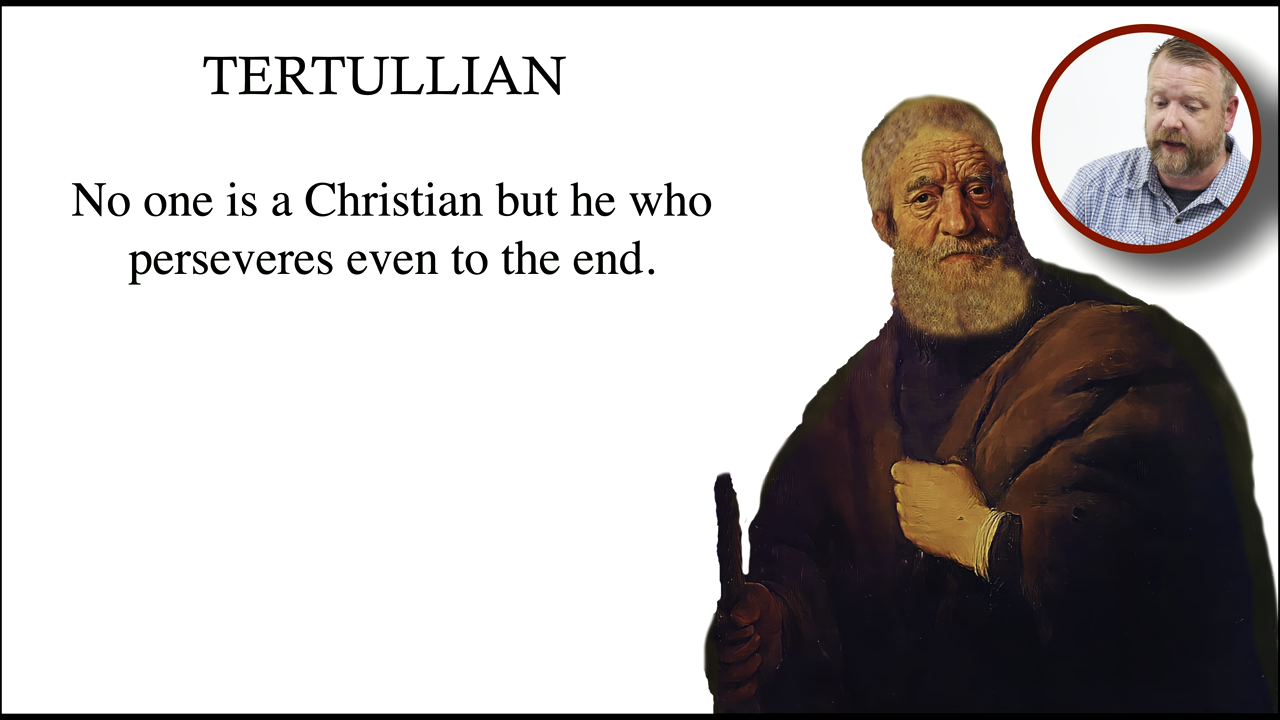 TERTULLIAN
No one is a Christian but he who
perseveres even to the end.